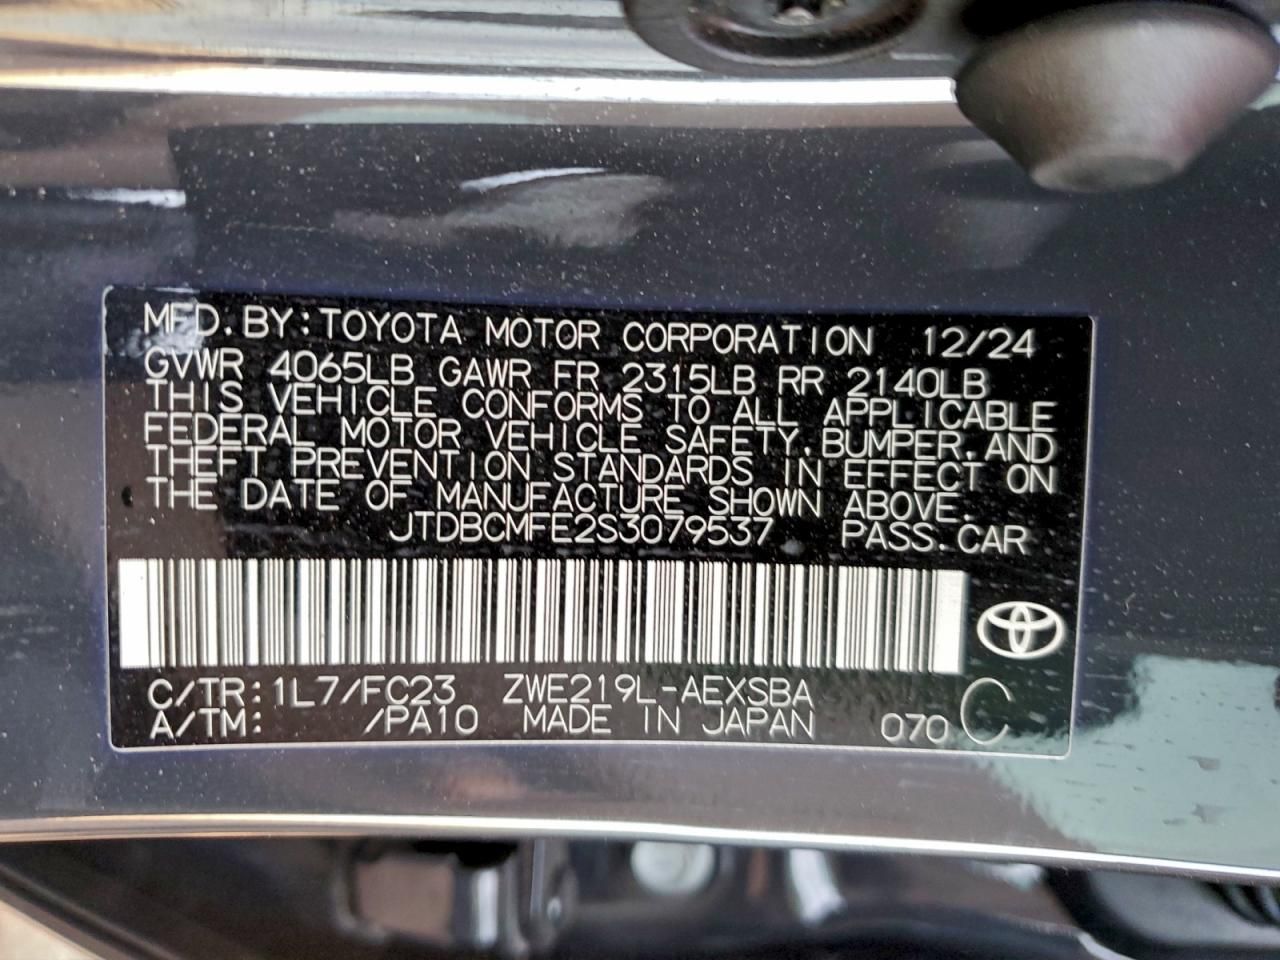 MFD.BY:TOYOTA MOTOR CORPORATION 12/24
GVWR 4065LB GAWR FR 2315LB RR 2140LB
THIS VEHICLE CONFORMS TO ALL APPLICABLE
FEDERAL MOTOR VEHICLE SAFETY,BUMPER,AND
THEFT PREVENTION STANDARDS IN EFFECT ON
THE DATE OF MANUFACTURE SHOWN ABOVE.
JTDBCMFE2S3079537 PASS.CAR
C/TR:1L7/FC23 ZWE219L-AEXSBA
A/TM: /PA10 MADE IN JAPAN 070 C